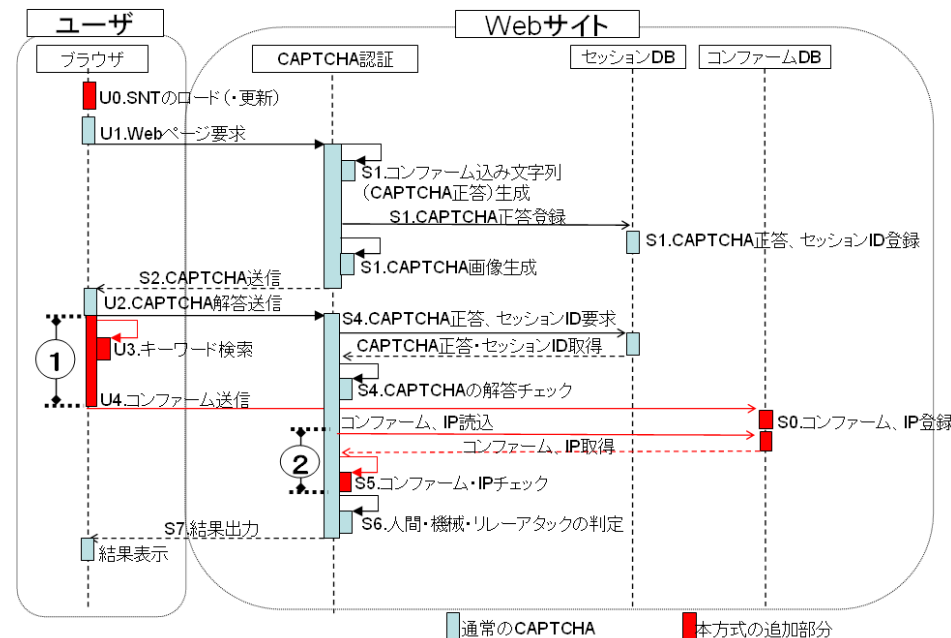 ユーザ
Webサイト
ブラウザ
CAPTCHA認証
セッションDB
コンファームDB
U0.SNTのロード(・更新)
U1.Webページ要求
S1.コンファーム込み文字列
(CAPTCHA正答)生成
S1.CAPTCHA正答登録
S1.CAPTCHA正答、セッションID登録
S1.CAPTCHA画像生成
S2.CAPTCHA送信
U2.CAPTCHA解答送信
S4.CAPTCHA正答、セッションID要求
CAPTCHA正答・セッションID取得
①
U3.キーワード検索
S4.CAPTCHAの解答チェック
U4.コンファーム送信
コンファーム、IP読込
S0.コンファーム、IP登録
コンファーム、IP取得
②
S5.コンファーム・IPチェック
S6.人間・機械・リレーアタックの判定
S7.結果出力
結果表示
通常のCAPTCHA
本方式の追加部分